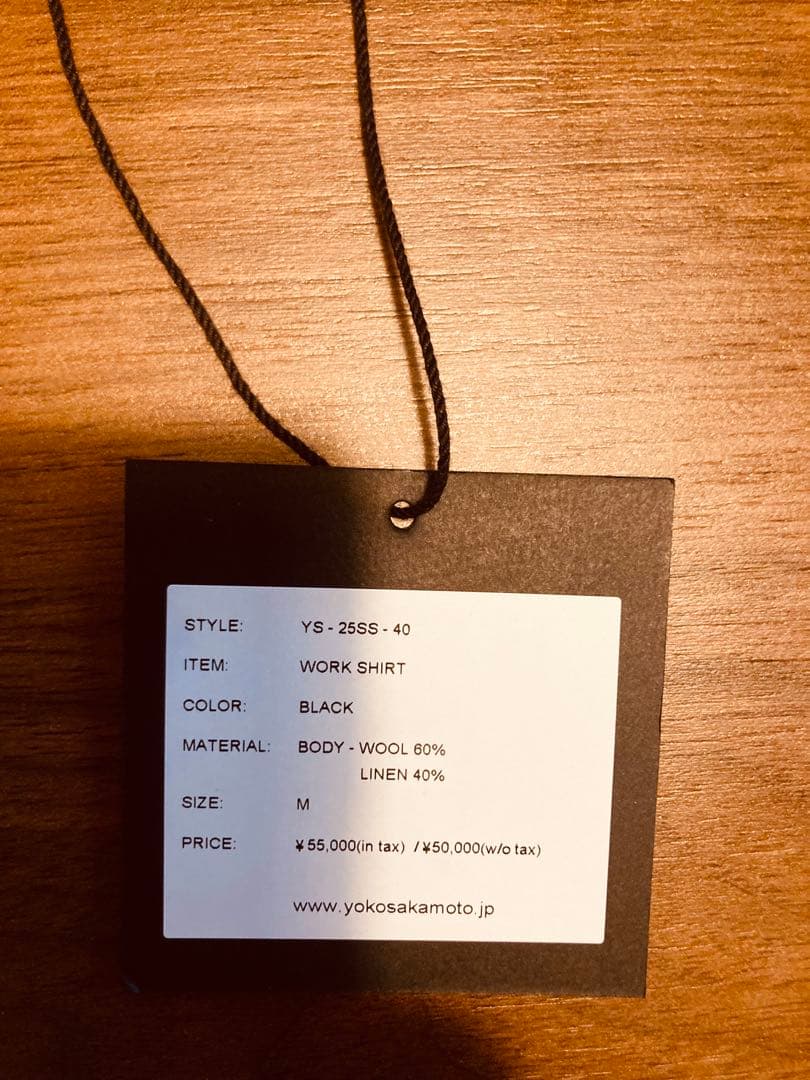 STYLE: YS - 25SS - 40
ITEM: WORK SHIRT
COLOR: BLACK
MATERIAL: BODY - WOOL 60%
LINEN 40%
SIZE: M
PRICE: ¥55,000(in tax) / ¥50,000(w/o tax)
www.yokosakamoto.jp